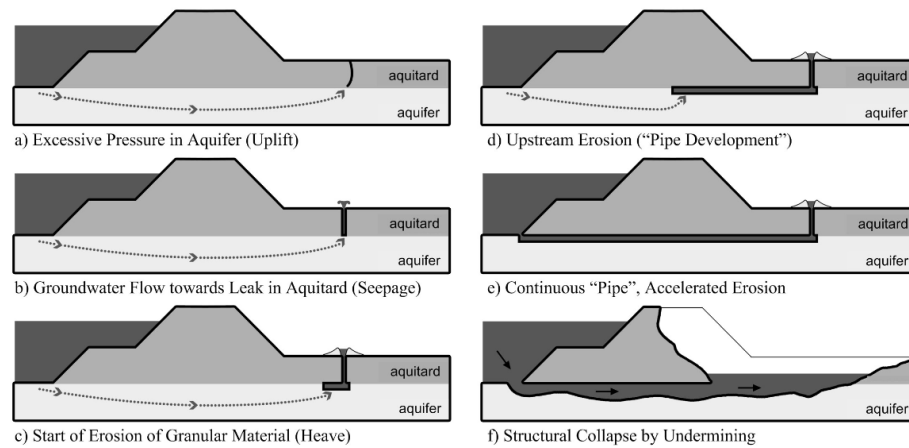 aquitard
aquifer
a) Excessive Pressure in Aquifer (Uplift)
aquitard
aquifer
b) Groundwater Flow towards Leak in Aquitard (Seepage)
aquitard
aquifer
c) Start of Erosion of Granular Material (Heave)
aquitard
aquifer
d) Upstream Erosion (“Pipe Development”)
aquitard
aquifer
e) Continuous “Pipe”, Accelerated Erosion
aquitard
aquifer
f) Structural Collapse by Undermining